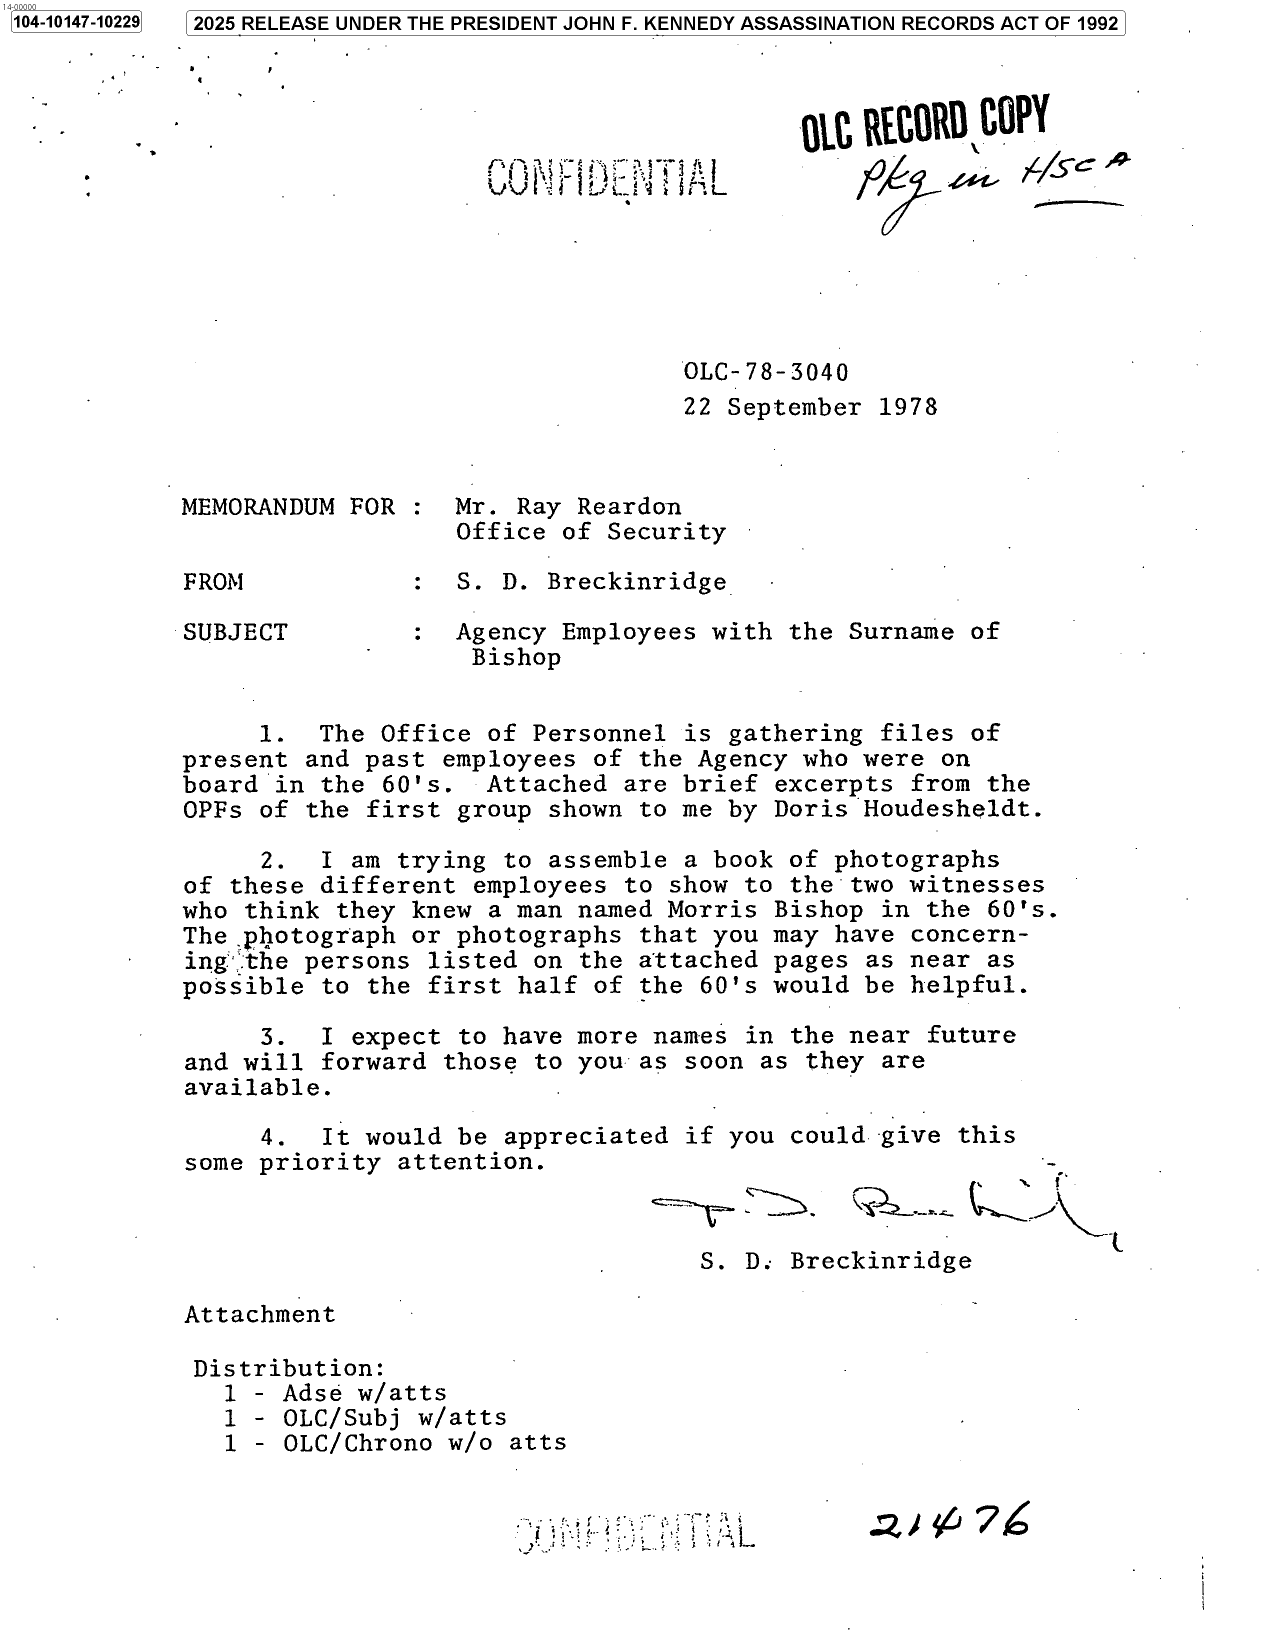 14-00000
104-10147-10229
2025 RELEASE UNDER THE PRESIDENT JOHN F. KENNEDY ASSASSINATION RECORDS ACT OF 1992
OLC RECORD COPY
Pkg in HSCA
CONFIDENTIAL
OLC-78-3040
22 September 1978
MEMORANDUM FOR : Mr. Ray Reardon
Office of Security
FROM : S. D. Breckinridge
SUBJECT : Agency Employees with the Surname of
Bishop
1. The Office of Personnel is gathering files of
present and past employees of the Agency who were on
board in the 60's. Attached are brief excerpts from the
OPFs of the first group shown to me by Doris Houdesheldt.
2. I am trying to assemble a book of photographs
of these different employees to show to the two witnesses
who think they knew a man named Morris Bishop in the 60's.
The photograph or photographs that you may have concern-
ing the persons listed on the attached pages as near as
possible to the first half of the 60's would be helpful.
3. I expect to have more names in the near future
and will forward those to you as soon as they are
available.
4. It would be appreciated if you could give this
some priority attention.
S. D. Breckinridge
Attachment
Distribution:
1 - Adse w/atts
1 - OLC/Subj w/atts
1 - OLC/Chrono w/o atts
CONFIDENTIAL
21476